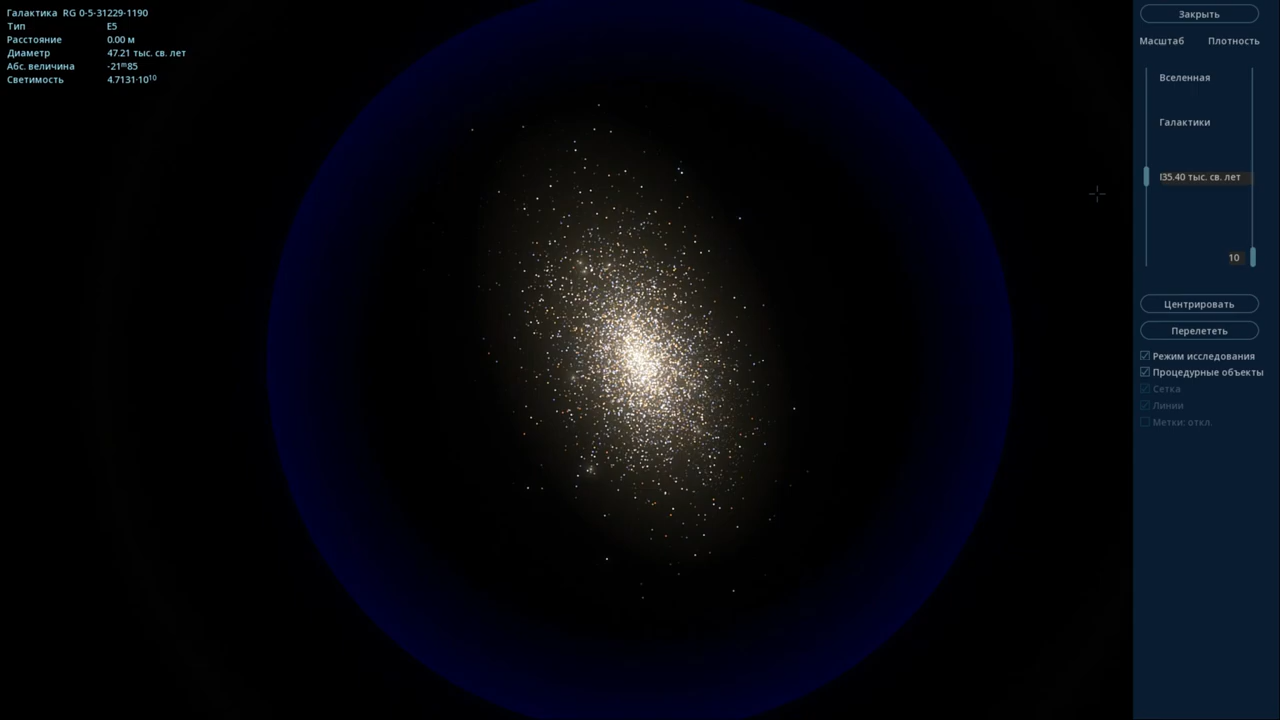 Галактика RG 0-5-31229-1190
Тип E5
Расстояние 0.00 м
Диаметр 47.21 тыс. св. лет
Абс. величина -21ᵐ85
Светимость 4.7131·10¹⁰
Закрыть
Масштаб Плотность
Вселенная
Галактики
135.40 тыс. св. лет
10
Центрировать
Перелететь
Режим исследования
Процедурные объекты
Сетка
Линии
Метки: откл.